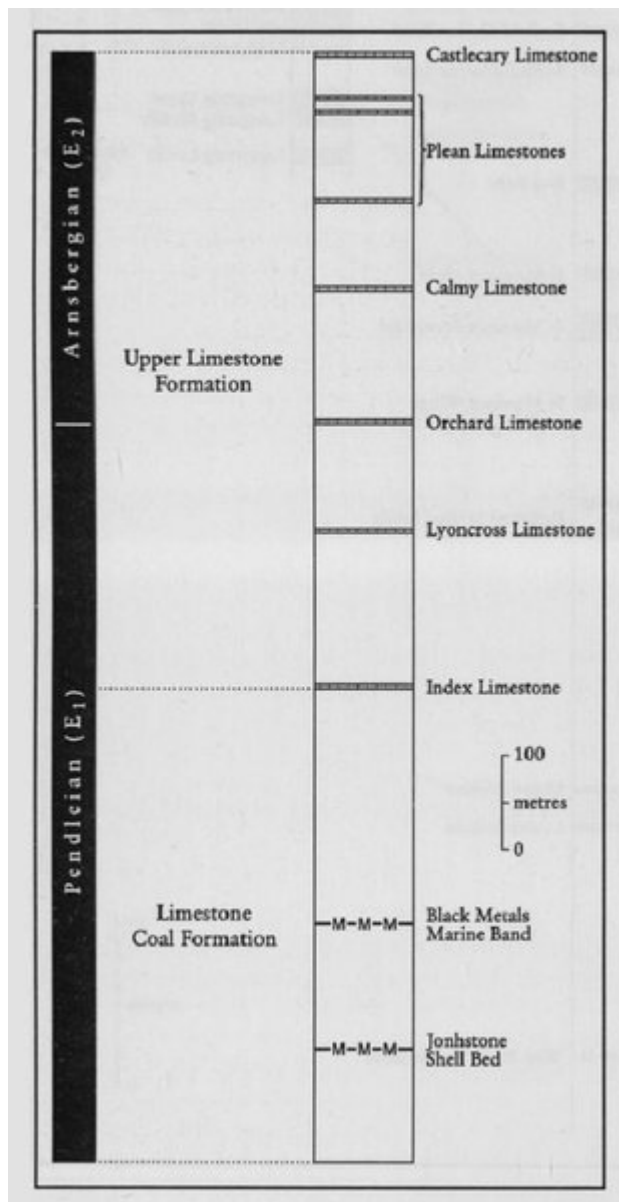 Castlecary Limestone
Plean Limestones
Calmy Limestone
Arnsbergian (E₂)
Upper Limestone
Formation
Orchard Limestone
Lyoncross Limestone
Index Limestone
100
metres
0
Pendleian (E₁)
Limestone
Coal Formation
M M M
Black Metals
Marine Band
M M M
Jonhstone
Shell Bed